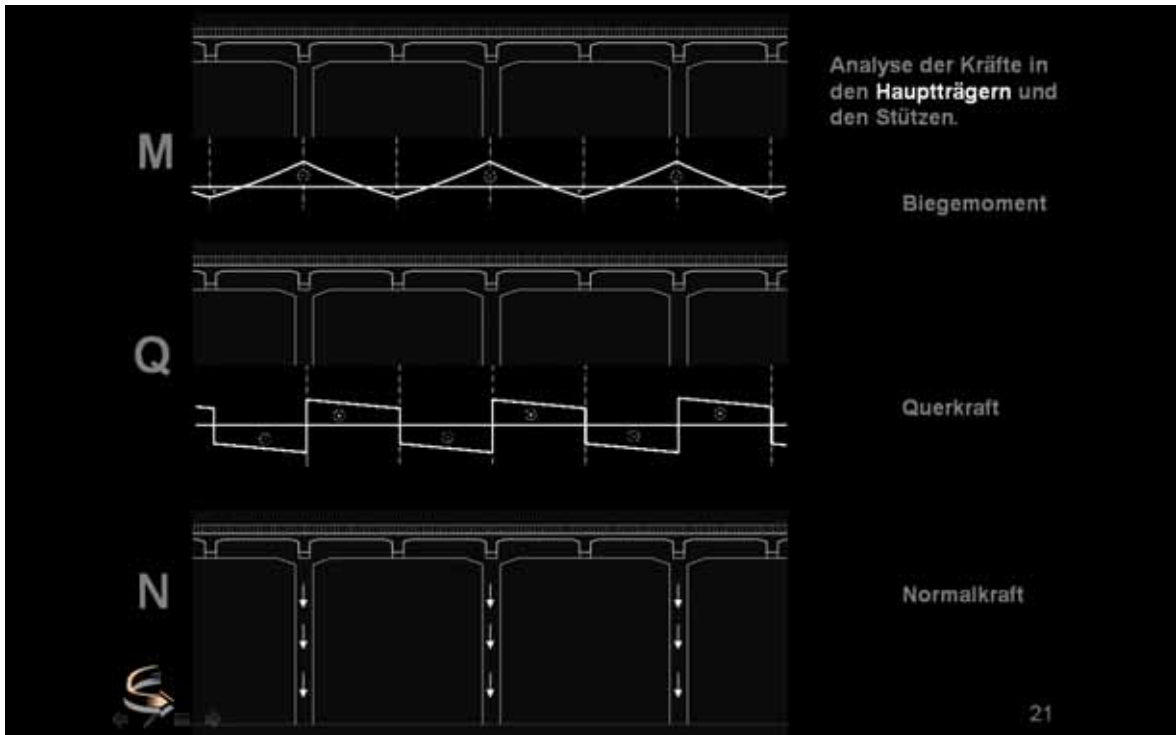 Analyse der Kräfte in
den Hauptträgern und
den Stützen.
M
Biegemoment
Q
Querkraft
N
Normalkraft
21